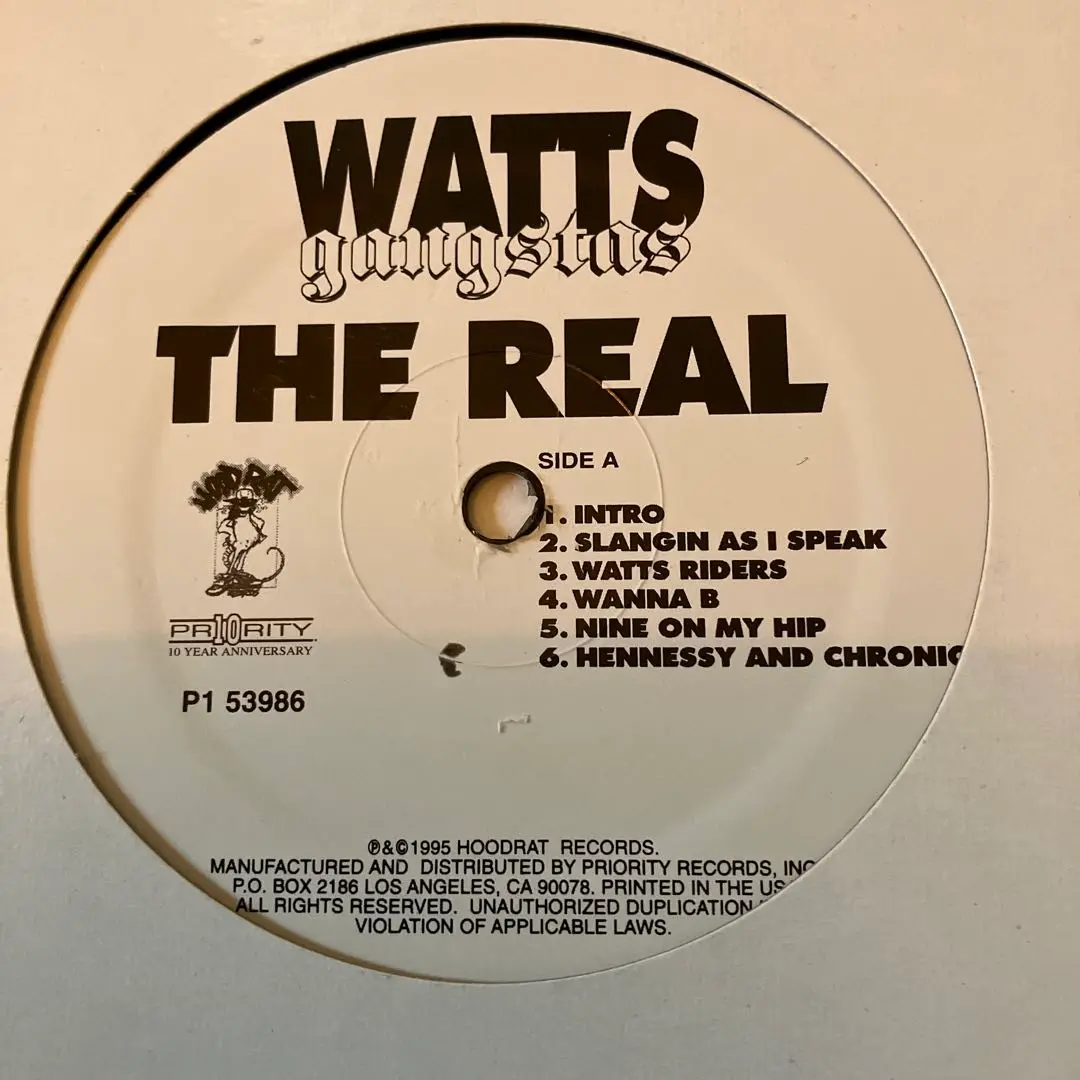 WATTS
gangstas
THE REAL
SIDE A
1. INTRO
2. SLANGIN AS I SPEAK
3. WATTS RIDERS
4. WANNA B
5. NINE ON MY HIP
6. HENNESSY AND CHRONIC
HOOD RAT
PR10RITY.
10 YEAR ANNIVERSARY
P1 53986
℗&©1995 HOODRAT RECORDS.
MANUFACTURED AND DISTRIBUTED BY PRIORITY RECORDS, INC
P.O. BOX 2186 LOS ANGELES, CA 90078. PRINTED IN THE US
ALL RIGHTS RESERVED. UNAUTHORIZED DUPLICATION
VIOLATION OF APPLICABLE LAWS.